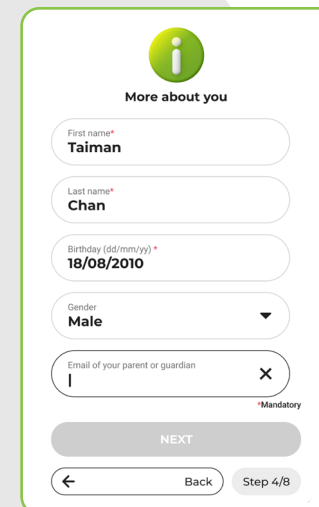 More about you
First name*
Taiman
Last name*
Chan
Birthday (dd/mm/yy) *
18/08/2010
Gender
Male
Email of your parent or guardian
*Mandatory
NEXT
Back
Step 4/8